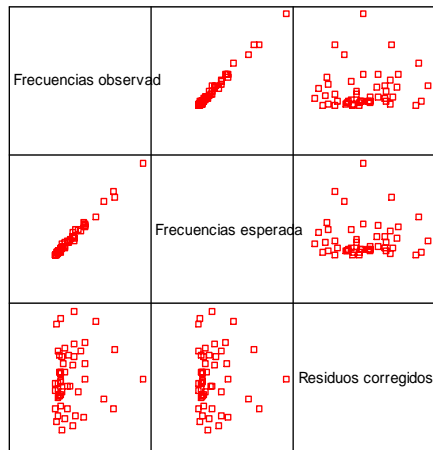 Frecuencias observad
Frecuencias esperada
Residuos corregidos